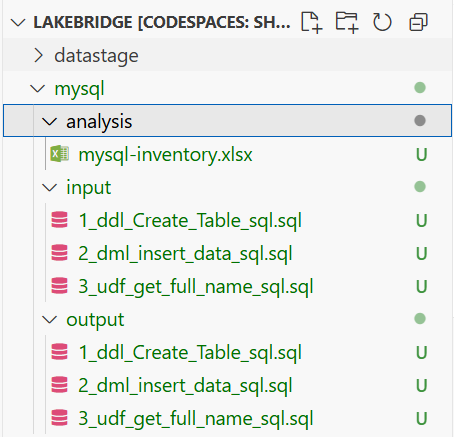 LAKEBRIDGE [CODESPACES: SH...
datastage
mysql
analysis
mysql-inventory.xlsx U
input
1_ddl_Create_Table_sql.sql U
2_dml_insert_data_sql.sql U
3_udf_get_full_name_sql.sql U
output
1_ddl_Create_Table_sql.sql U
2_dml_insert_data_sql.sql U
3_udf_get_full_name_sql.sql U